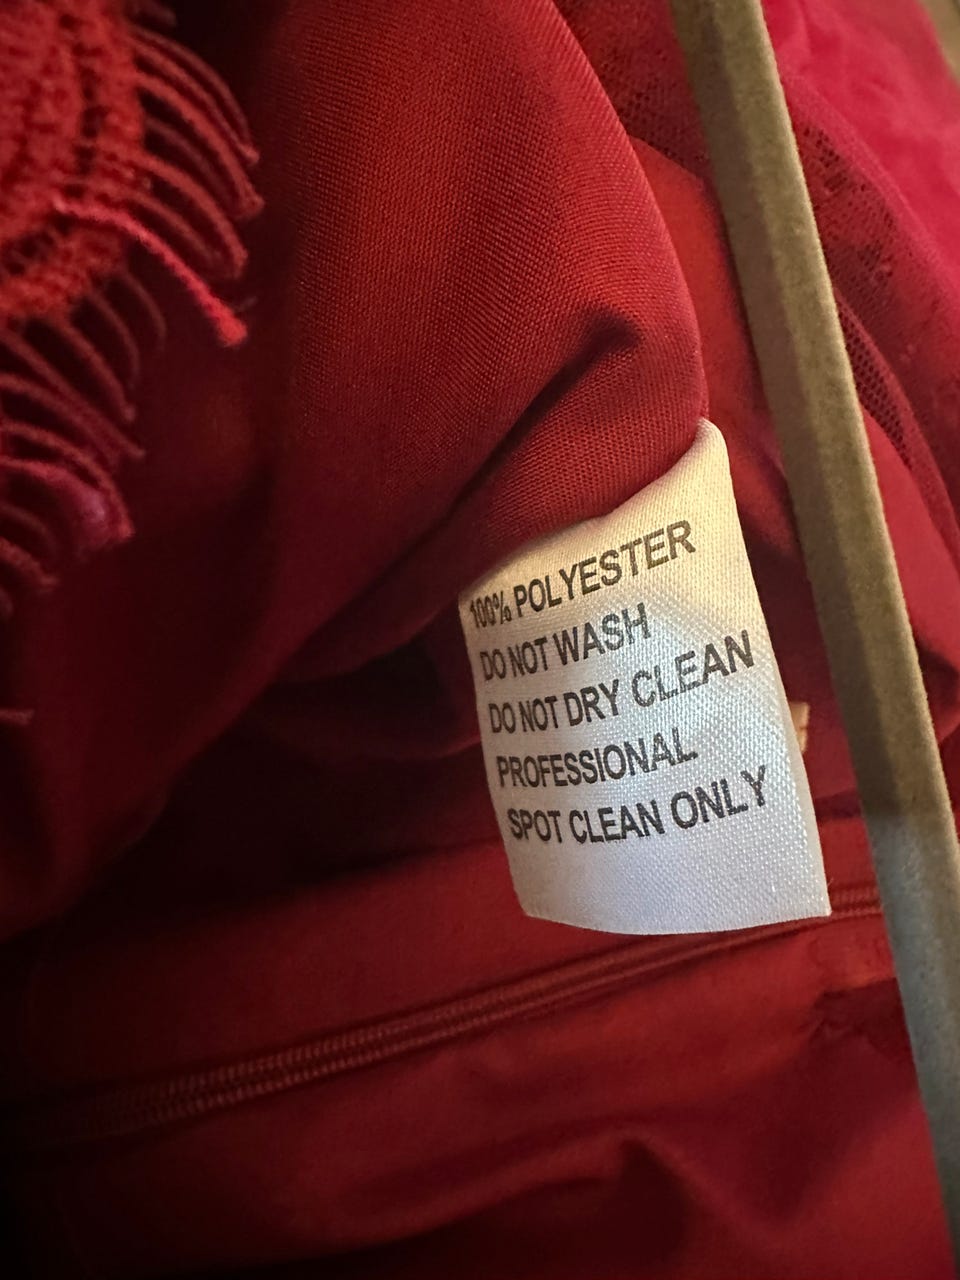 100% POLYESTER
DO NOT WASH
DO NOT DRY CLEAN
PROFESSIONAL
SPOT CLEAN ONLY